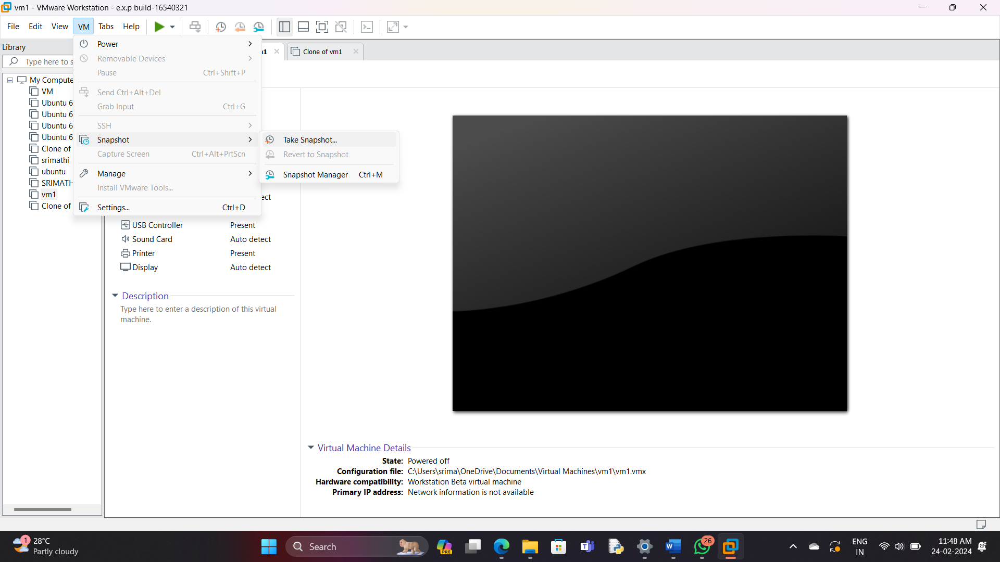 vm1 - VMware Workstation - e.x.p build-16540321
File Edit View VM Tabs Help
Library
Type here to s
My Compute
VM
Ubuntu 6
Ubuntu 6
Ubuntu 6
Ubuntu 6
Clone of
srimathi
ubuntu
SRIMATH
vm1
Clone of
Power
Removable Devices
Pause Ctrl+Shift+P
Send Ctrl+Alt+Del
Grab Input Ctrl+G
SSH
Snapshot
Capture Screen Ctrl+Alt+PrtScn
Manage
Install VMware Tools...
Settings... Ctrl+D
Take Snapshot...
Revert to Snapshot
Snapshot Manager Ctrl+M
1
Clone of vm1
ect
USB Controller Present
Sound Card Auto detect
Printer Present
Display Auto detect
Description
Type here to enter a description of this virtual
machine.
Virtual Machine Details
State: Powered off
Configuration file: C:\Users\srima\OneDrive\Documents\Virtual Machines\vm1\vm1.vmx
Hardware compatibility: Workstation Beta virtual machine
Primary IP address: Network information is not available
1
28°C
Partly cloudy
Search
PRE
26
ENG
IN
11:48 AM
24-02-2024